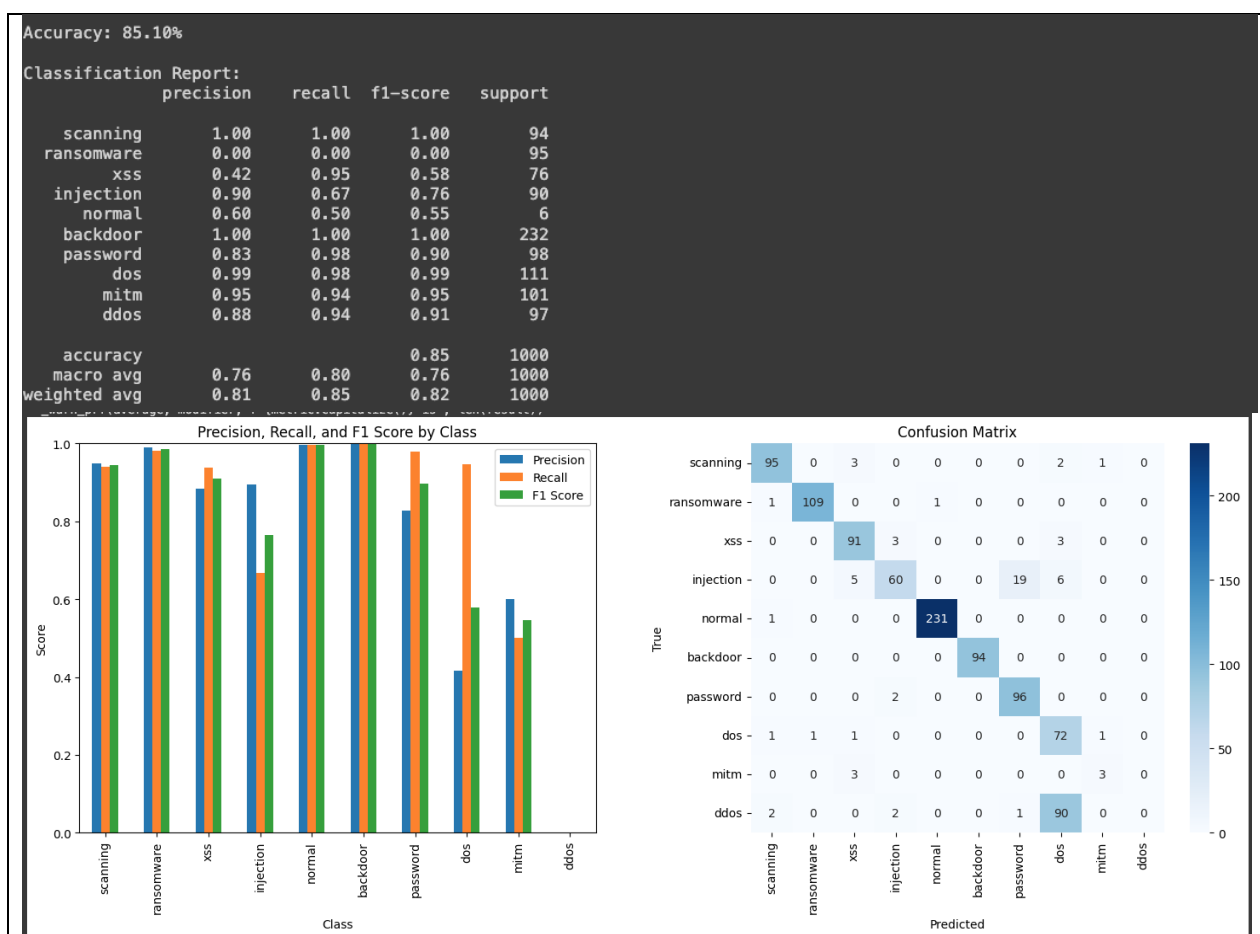 Accuracy: 85.10%
Classification Report:
precision recall f1-score support
scanning 1.00 1.00 1.00 94
ransomware 0.00 0.00 0.00 95
xss 0.42 0.95 0.58 76
injection 0.90 0.67 0.76 90
normal 0.60 0.50 0.55 6
backdoor 1.00 1.00 1.00 232
password 0.83 0.98 0.90 98
dos 0.99 0.98 0.99 111
mitm 0.95 0.94 0.95 101
ddos 0.88 0.94 0.91 97
accuracy 0.85 1000
macro avg 0.76 0.80 0.76 1000
weighted avg 0.81 0.85 0.82 1000
Precision, Recall, and F1 Score by Class
Precision
Recall
F1 Score
1.0
0.8
0.6
0.4
0.2
0.0
Score
scanning
ransomware
xss
injection
normal
backdoor
password
dos
mitm
ddos
Class
Confusion Matrix
scanning 95 0 3 0 0 0 0 2 1 0
ransomware 1 109 0 0 1 0 0 0 0 0
xss 0 0 91 3 0 0 0 3 0 0
injection 0 0 5 60 0 0 19 6 0 0
normal 1 0 0 0 231 0 0 0 0 0
backdoor 0 0 0 0 0 94 0 0 0 0
password 0 0 0 2 0 0 96 0 0 0
dos 1 1 1 0 0 0 0 72 1 0
mitm 0 0 3 0 0 0 0 0 3 0
ddos 2 0 0 2 0 0 1 90 0 0
True
scanning
ransomware
xss
injection
normal
backdoor
password
dos
mitm
ddos
Predicted
200
150
100
50
0